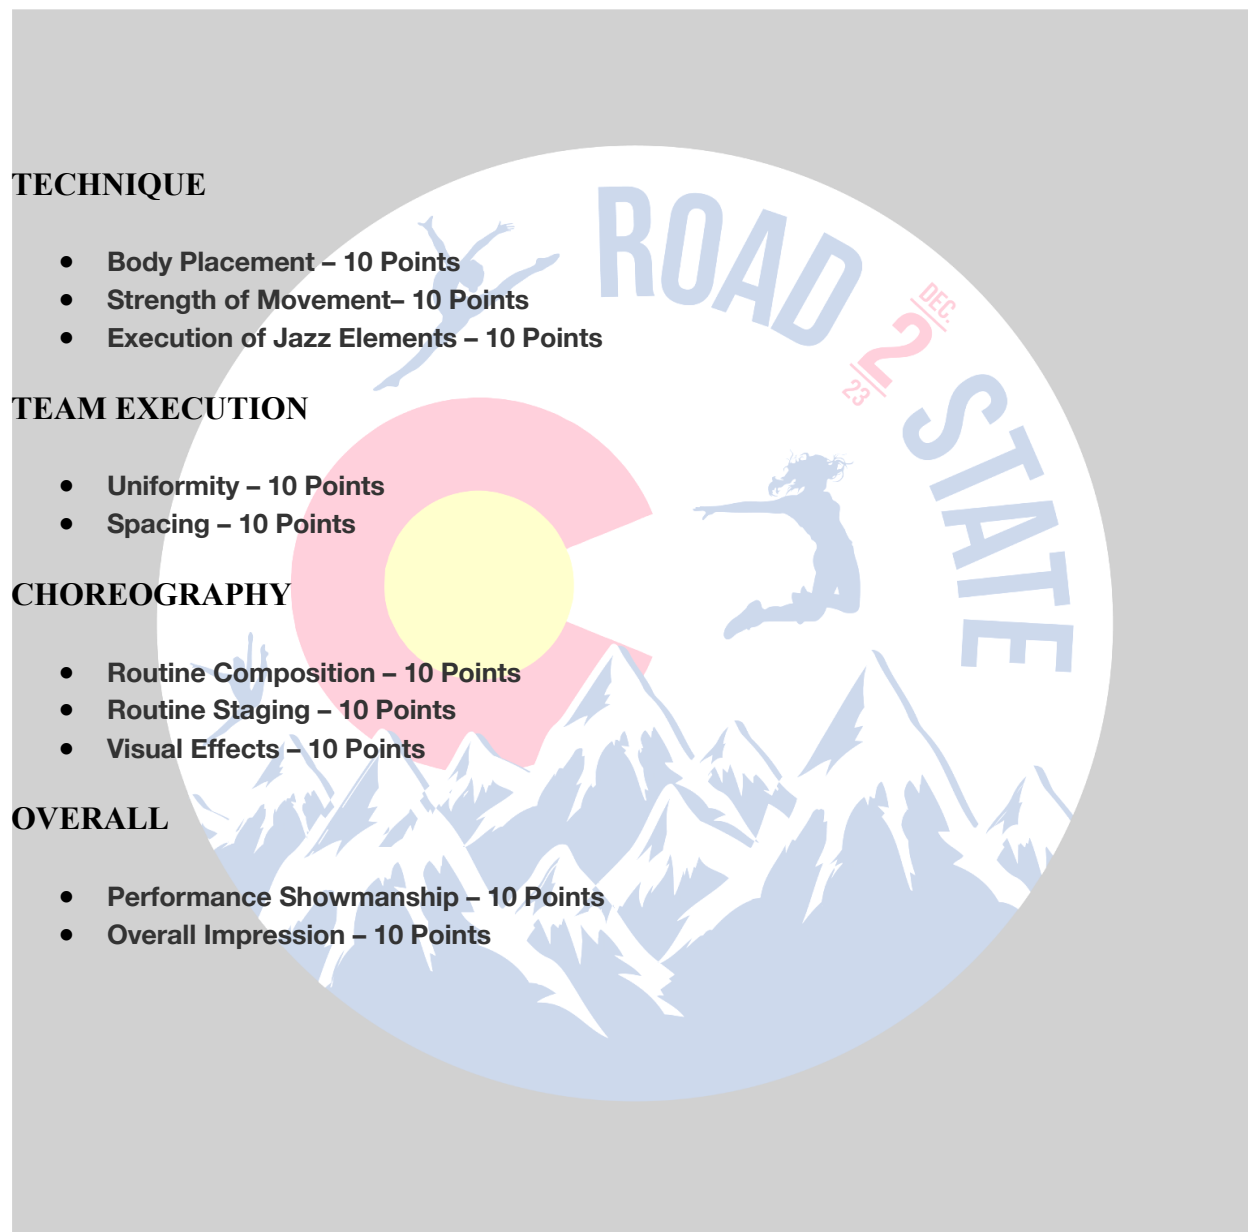 TECHNIQUE
● Body Placement – 10 Points
● Strength of Movement– 10 Points
● Execution of Jazz Elements – 10 Points
TEAM EXECUTION
● Uniformity – 10 Points
● Spacing – 10 Points
CHOREOGRAPHY
● Routine Composition – 10 Points
● Routine Staging – 10 Points
● Visual Effects – 10 Points
OVERALL
● Performance Showmanship – 10 Points
● Overall Impression – 10 Points
ROAD
DEC.
2
23
STATE